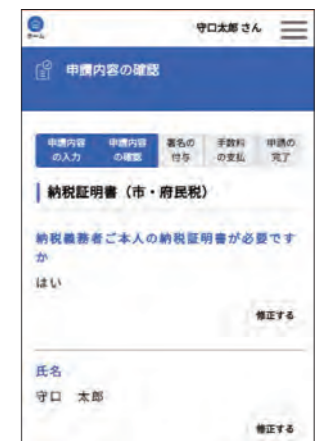 ホーム
守口太郎 さん
申請内容の確認
申請内容の入力
申請内容の確認
署名の付与
手数料の支払
申請の完了
納税証明書（市・府民税）
納税義務者ご本人の納税証明書が必要です
か
はい
修正する
氏名
守口 太郎
修正する